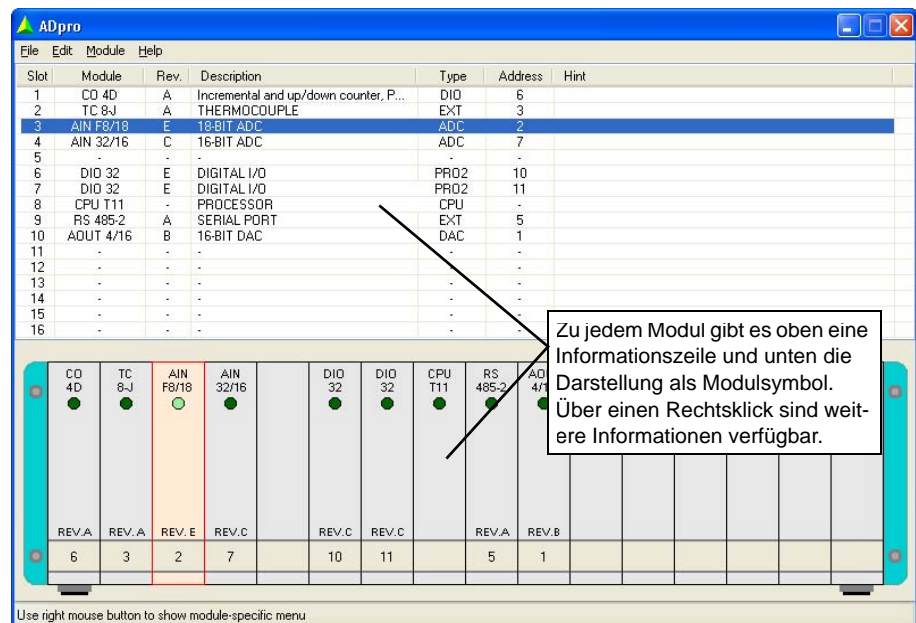 ADpro
File Edit Module Help
Slot Module Rev. Description Type Address Hint
1 CO 4D A Incremental and up/down counter, P... DIO 6
2 TC 8-J A THERMOCOUPLE EXT 3
3 AIN F8/18 E 18-BIT ADC ADC 2
4 AIN 32/16 C 16-BIT ADC ADC 7
5 - - - - -
6 DIO 32 E DIGITAL I/O PRO2 10
7 DIO 32 E DIGITAL I/O PRO2 11
8 CPU T11 - PROCESSOR CPU
9 RS 485-2 A SERIAL PORT EXT 5
10 AOUT 4/16 B 16-BIT DAC DAC 1
11 - - - - -
12 - - - - -
13 - - - - -
14 - - - - -
15 - - - - -
16 - - - - -
Zu jedem Modul gibt es oben eine
Informationszeile und unten die
Darstellung als Modulsymbol.
Über einen Rechtsklick sind weit-
ere Informationen verfügbar.
CO TC AIN AIN DIO DIO CPU RS
4D 8-J F8/18 32/16 32 32 T11 485-2
REV.A REV.A REV.E REV.C REV.C REV.C REV.A REV.B
6 3 2 7 10 11 5 1
Use right mouse button to show module-specific menu